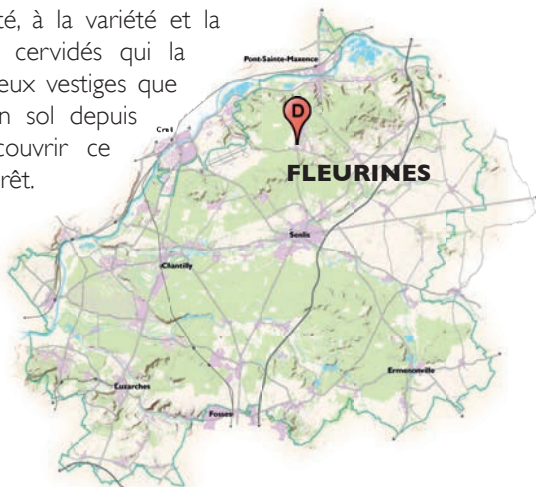 té, à la variété et la
cervidés qui la
eux vestiges que
n sol depuis
couvrir ce
rêt.
Pont-Sainte-Maxence
D
Creil
FLEURINES
Senlis
Chantilly
Ermenonville
Luzarches
Fosses